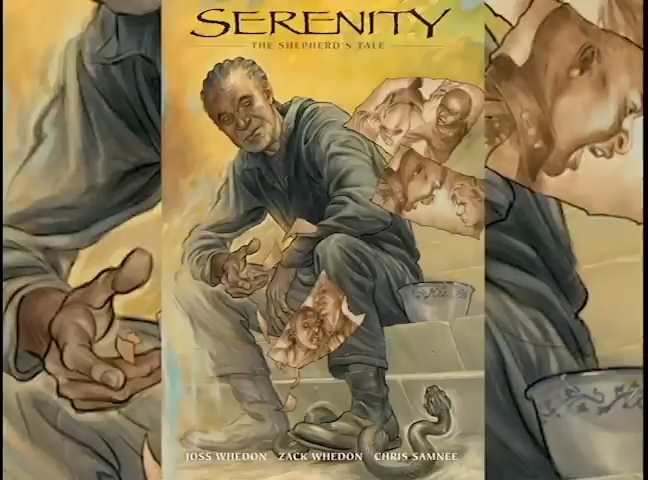 SERENITY
THE SHEPHERD'S TALE
JOSS WHEDON ZACK WHEDON CHRIS SAMNEE